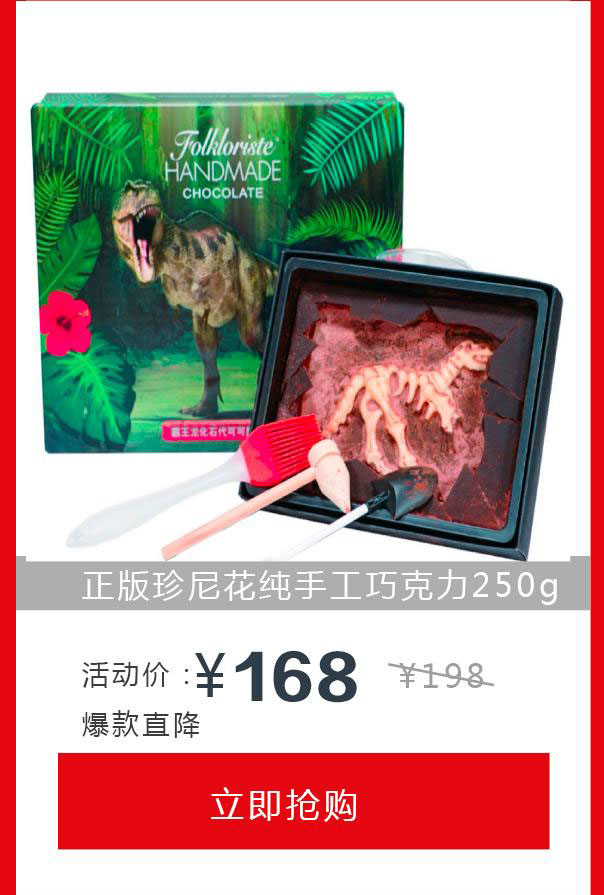 Folkloriste
HANDMADE
CHOCOLATE
霸王龙化石代可可
正版珍尼花纯手工巧克力250g
活动价:¥168 ¥198
爆款直降
立即抢购